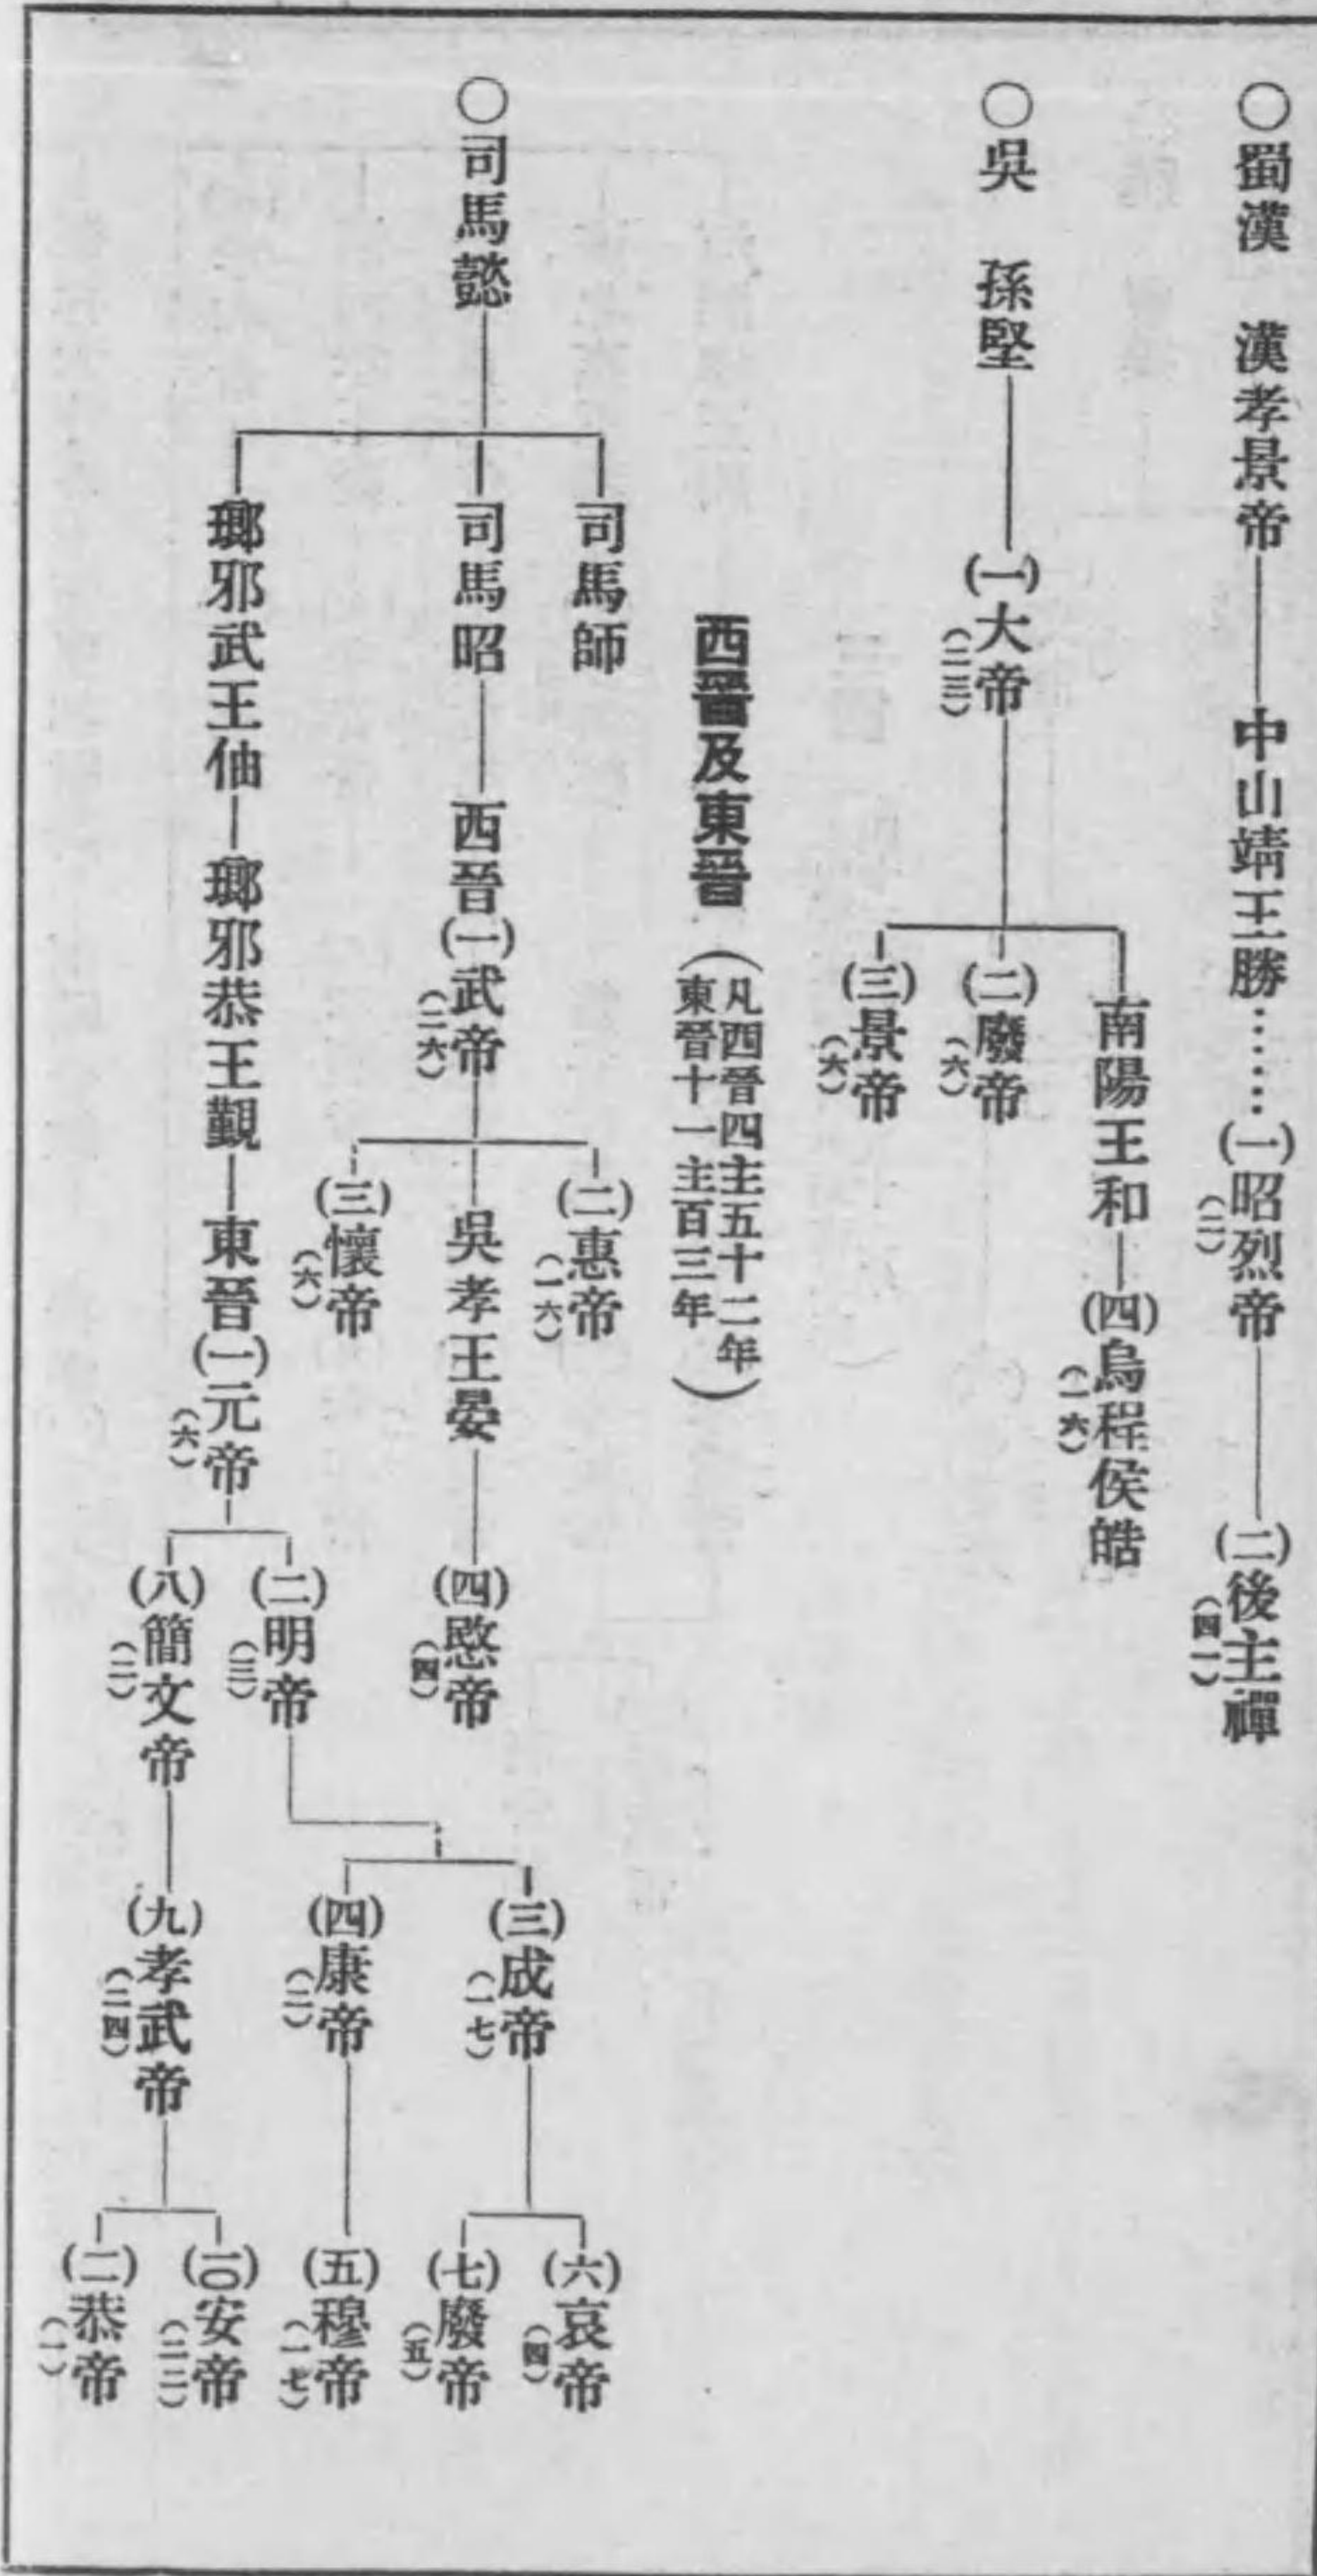 ○蜀漢　漢孝景帝——中山靖王勝……(一)昭烈帝(二)——(二)後主禪(四一)
○吳　孫堅——(一)大帝(二三)
南陽王和—(四)烏程侯皓(一六)
(二)廢帝(六)
(三)景帝(六)
西晉及東晉
(凡西晉四主五十二年
東晉十一主百三年)
○司馬懿
司馬師
司馬昭——西晉(一)武帝(二六)
(二)惠帝(一六)
吳孝王晏——(四)愍帝(四)
(三)懷帝(六)
瑯邪武王伷—瑯邪恭王覲—東晉(一)元帝(六)
(二)明帝(三)
(三)成帝(一七)
(六)哀帝(四)
(七)廢帝(五)
(四)康帝(二)——(五)穆帝(一七)
(八)簡文帝(二)——(九)孝武帝(二四)
(一〇)安帝(二二)
(一一)恭帝(一)